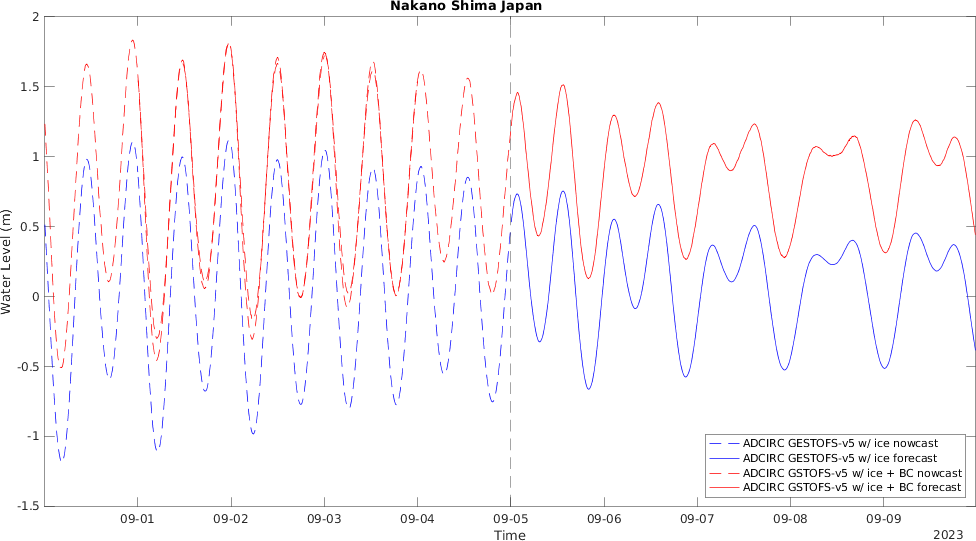 Nakano Shima Japan
2
1.5
1
0.5
0
-0.5
-1
-1.5
Water Level (m)
ADCIRC GESTOFS-v5 w/ ice nowcast
ADCIRC GESTOFS-v5 w/ ice forecast
ADCIRC GSTOFS-v5 w/ ice + BC nowcast
ADCIRC GSTOFS-v5 w/ ice + BC forecast
09-01 09-02 09-03 09-04 09-05 09-06 09-07 09-08 09-09
Time
2023